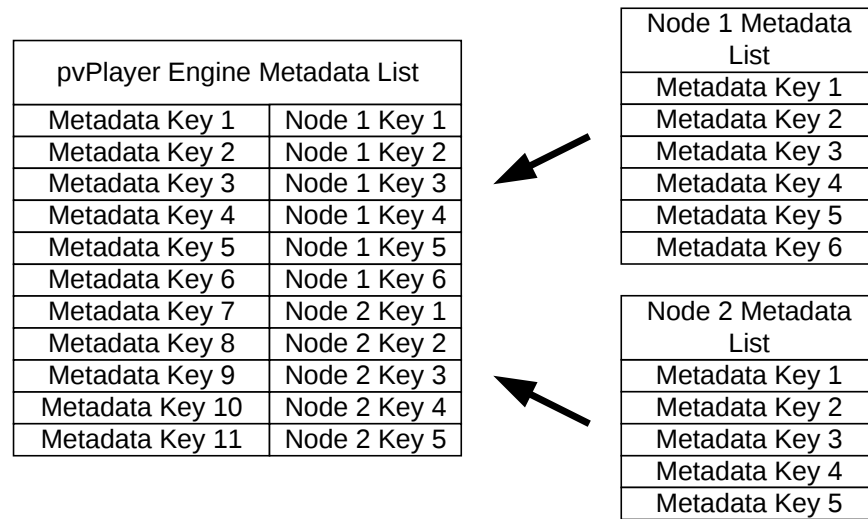 pvPlayer Engine Metadata List
Metadata Key 1 Node 1 Key 1
Metadata Key 2 Node 1 Key 2
Metadata Key 3 Node 1 Key 3
Metadata Key 4 Node 1 Key 4
Metadata Key 5 Node 1 Key 5
Metadata Key 6 Node 1 Key 6
Metadata Key 7 Node 2 Key 1
Metadata Key 8 Node 2 Key 2
Metadata Key 9 Node 2 Key 3
Metadata Key 10 Node 2 Key 4
Metadata Key 11 Node 2 Key 5
Node 1 Metadata
List
Metadata Key 1
Metadata Key 2
Metadata Key 3
Metadata Key 4
Metadata Key 5
Metadata Key 6
Node 2 Metadata
List
Metadata Key 1
Metadata Key 2
Metadata Key 3
Metadata Key 4
Metadata Key 5